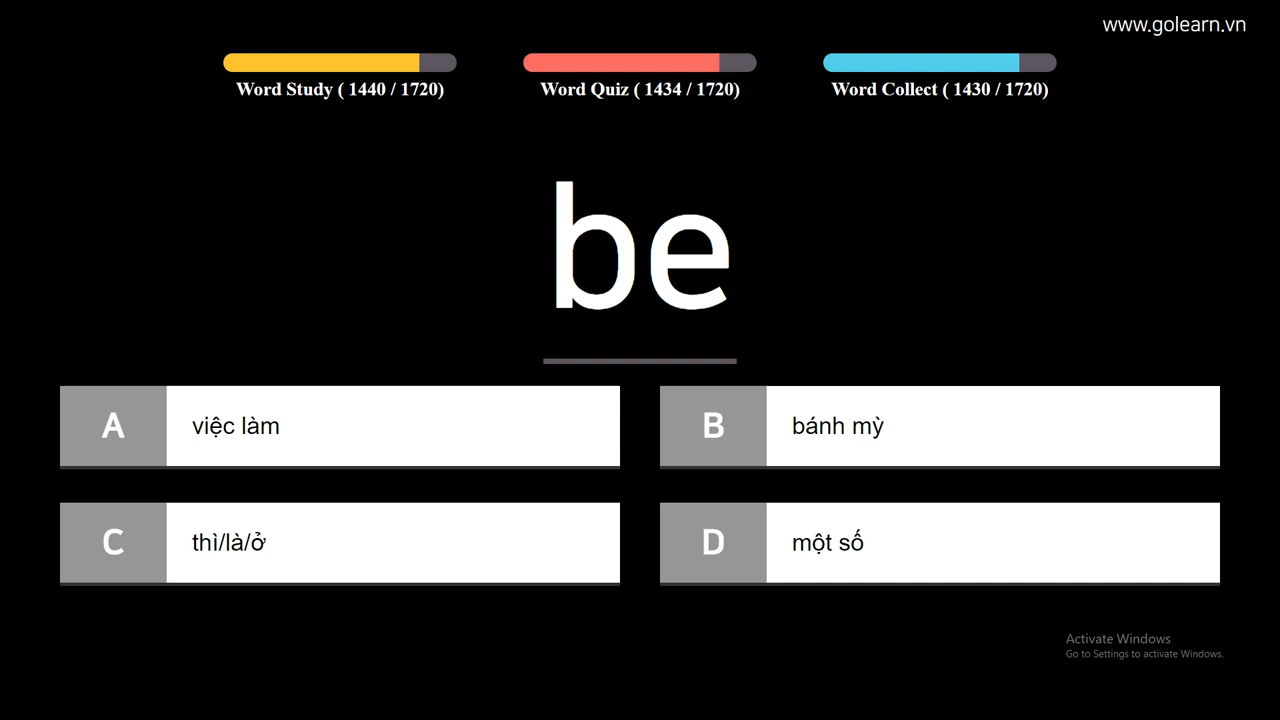 www.golearn.vn
Word Study ( 1440 / 1720)
Word Quiz ( 1434 / 1720)
Word Collect ( 1430 / 1720)
be
A việc làm
B bánh mỳ
C thì/là/ở
D một số
Activate Windows
Go to Settings to activate Windows.